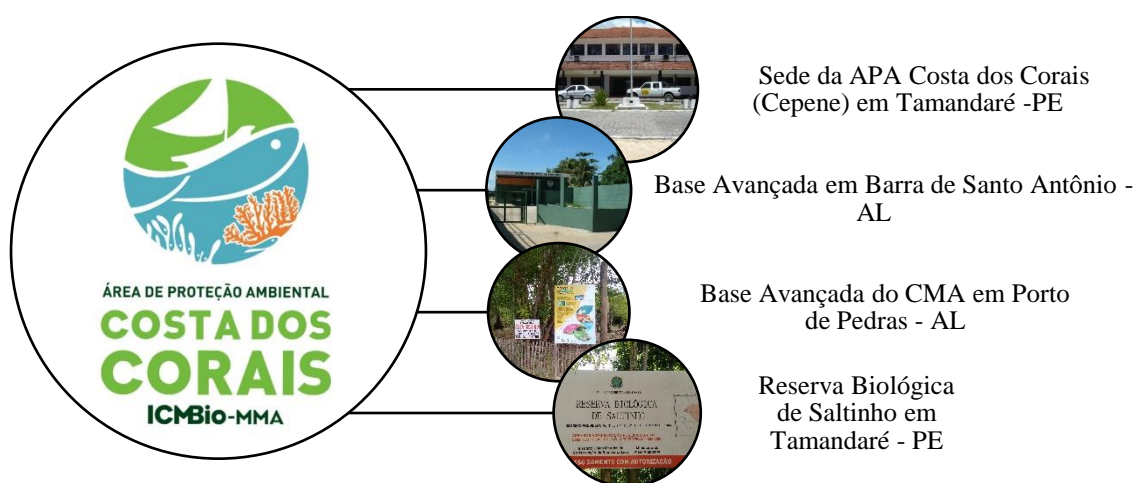 ÁREA DE PROTEÇÃO AMBIENTAL
COSTA DOS
CORAIS
ICMBio-MMA
Sede da APA Costa dos Corais
(Cepene) em Tamandaré -PE
Base Avançada em Barra de Santo Antônio -
AL
Base Avançada do CMA em Porto
de Pedras - AL
RESERVA BIOLÓGICA
DE SALTINHO
SO SOMENTE COM AUTORIZAÇÃO
Reserva Biológica
de Saltinho em
Tamandaré - PE